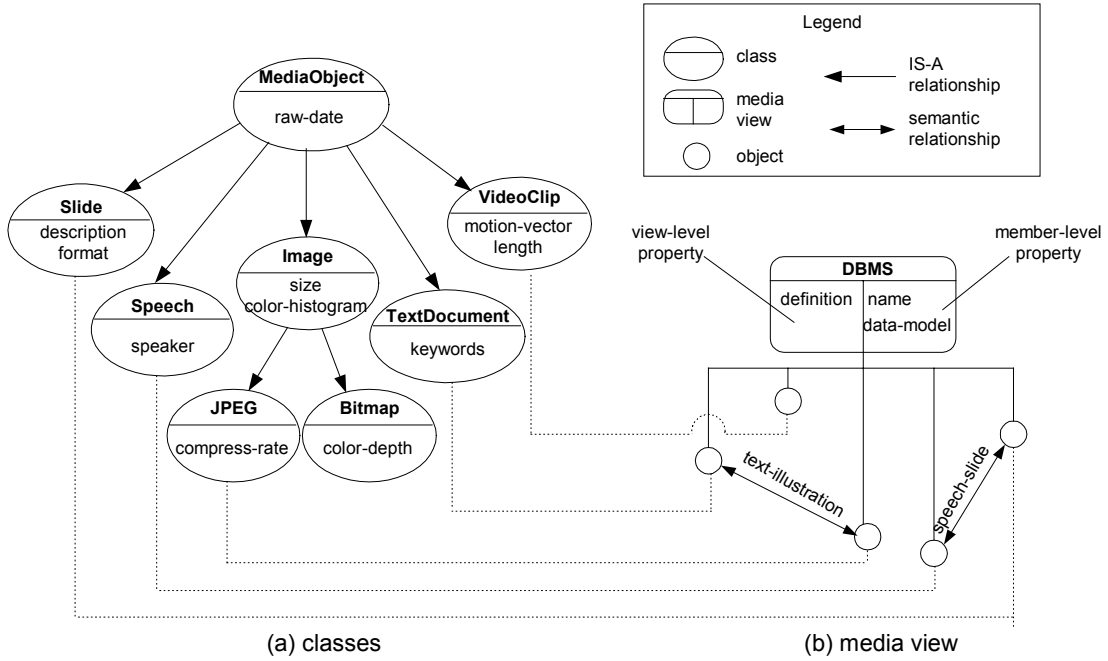 Legend
class
media
view
object
IS-A
relationship
semantic
relationship
MediaObject
raw-date
Slide
description
format
Speech
speaker
Image
size
color-histogram
TextDocument
keywords
VideoClip
motion-vector
length
JPEG
compress-rate
Bitmap
color-depth
view-level
property
member-level
property
DBMS
definition
name
data-model
text-illustration
speech-slide
(a) classes
(b) media view